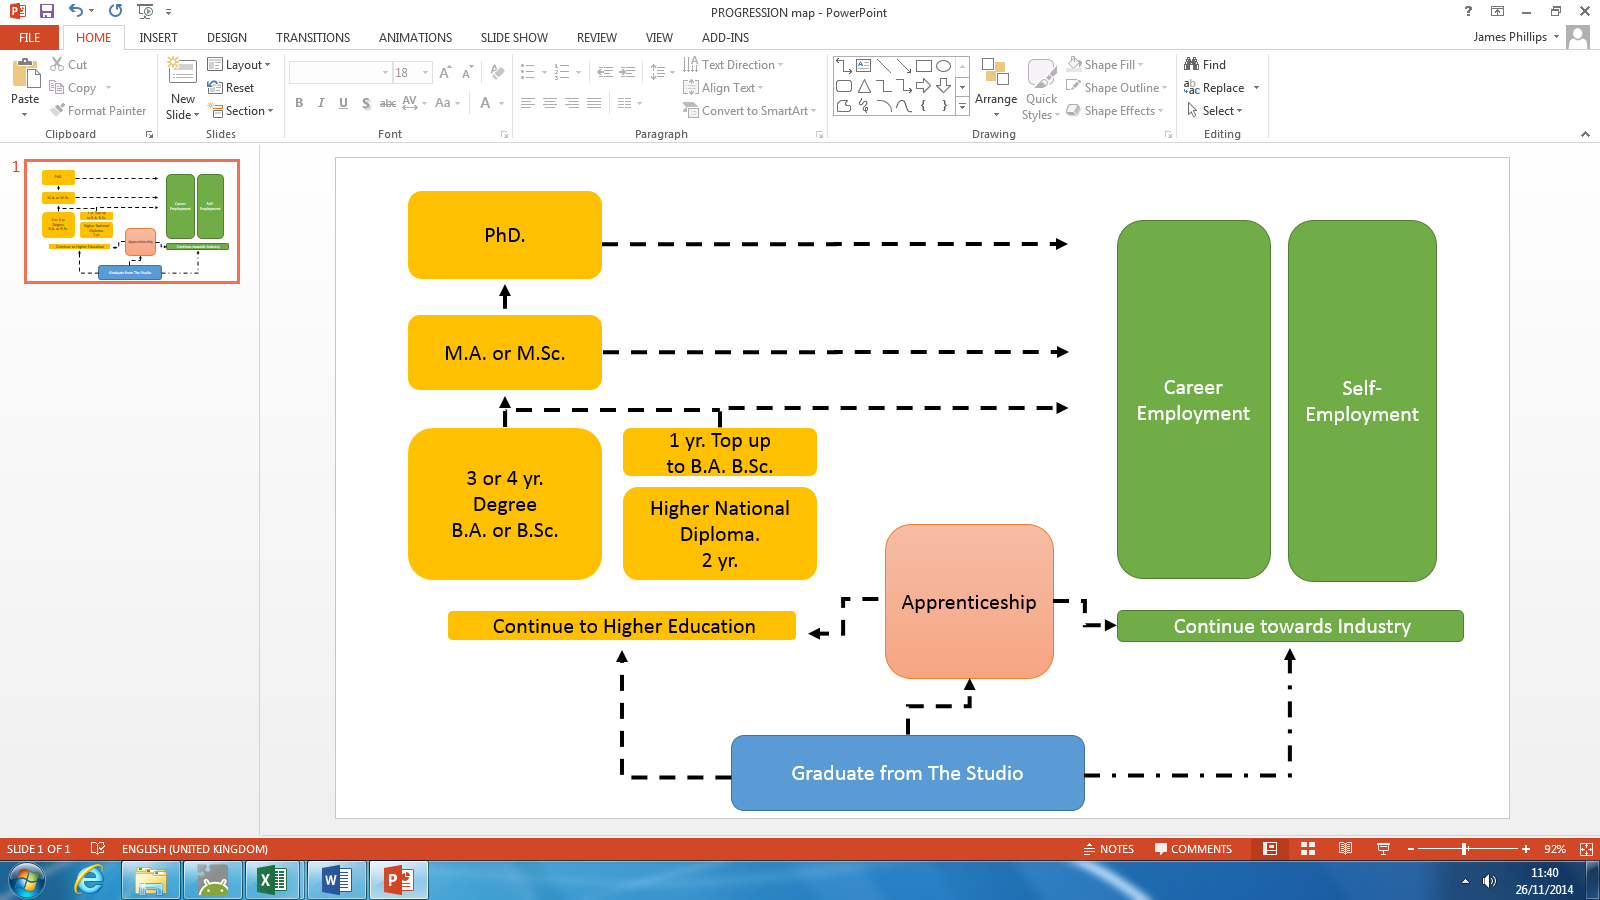 PROGRESSION map - PowerPoint
?
FILE
HOME
INSERT
DESIGN
TRANSITIONS
ANIMATIONS
SLIDE SHOW
REVIEW
VIEW
ADD-INS
James Phillips
Paste
Cut
Copy
Format Painter
Clipboard
New
Slide
Layout
Reset
Section
Slides
18
B I U S abc AV Aa A
Font
Text Direction
Align Text
Convert to SmartArt
Paragraph
Arrange
Quick
Styles
Shape Fill
Shape Outline
Shape Effects
Drawing
Find
Replace
Select
Editing
1
PhD.
M.A. or M.Sc.
3 or 4 yr.
Degree
B.A. or B.Sc.
1 yr. Top up
to B.A. B.Sc.
Higher National
Diploma.
2 yr.
Career
Employment
Self-
Employment
Apprenticeship
Continue to Higher Education
Continue towards Industry
Graduate from The Studio
SLIDE 1 OF 1
ENGLISH (UNITED KINGDOM)
NOTES
COMMENTS
92%
11:40
26/11/2014